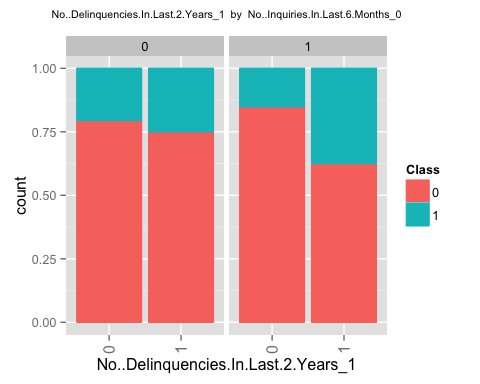 No..Delinquencies.In.Last.2.Years_1 by No..Inquiries.In.Last.6.Months_0
0 1
1.00
0.75
0.50
0.25
0.00
count
0 1 0 1
No..Delinquencies.In.Last.2.Years_1
Class
0
1